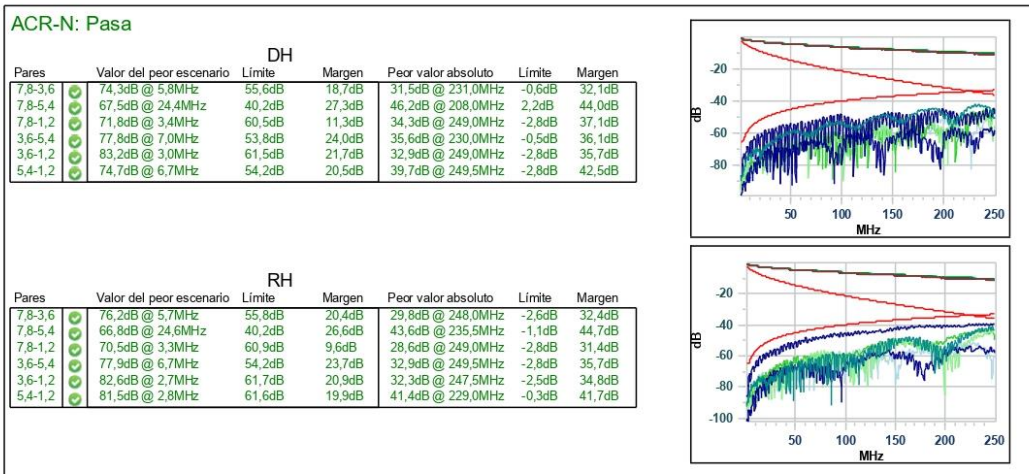 ACR-N: Pasa
DH
Pares Valor del peor escenario Límite Margen Peor valor absoluto Límite Margen
7,8-3,6 74,3dB @ 5,8MHz 55,6dB 18,7dB 31,5dB @ 231,0MHz -0,6dB 32,1dB
7,8-5,4 67,5dB @ 24,4MHz 40,2dB 27,3dB 46,2dB @ 208,0MHz 2,2dB 44,0dB
7,8-1,2 71,8dB @ 3,4MHz 60,5dB 11,3dB 34,3dB @ 249,0MHz -2,8dB 37,1dB
3,6-5,4 77,8dB @ 7,0MHz 53,8dB 24,0dB 35,6dB @ 230,0MHz -0,5dB 36,1dB
3,6-1,2 83,2dB @ 3,0MHz 61,5dB 21,7dB 32,9dB @ 249,0MHz -2,8dB 35,7dB
5,4-1,2 74,7dB @ 6,7MHz 54,2dB 20,5dB 39,7dB @ 249,5MHz -2,8dB 42,5dB
-20
-40
-60
-80
dB
50 100 150 200 250
MHz
RH
Pares Valor del peor escenario Límite Margen Peor valor absoluto Límite Margen
7,8-3,6 76,2dB @ 5,7MHz 55,8dB 20,4dB 29,8dB @ 248,0MHz -2,6dB 32,4dB
7,8-5,4 66,8dB @ 24,6MHz 40,2dB 26,6dB 43,6dB @ 235,5MHz -1,1dB 44,7dB
7,8-1,2 70,5dB @ 3,3MHz 60,9dB 9,6dB 28,6dB @ 249,0MHz -2,8dB 31,4dB
3,6-5,4 77,9dB @ 6,7MHz 54,2dB 23,7dB 32,9dB @ 249,5MHz -2,8dB 35,7dB
3,6-1,2 82,6dB @ 2,7MHz 61,7dB 20,9dB 32,3dB @ 247,5MHz -2,5dB 34,8dB
5,4-1,2 81,5dB @ 2,8MHz 61,6dB 19,9dB 41,4dB @ 229,0MHz -0,3dB 41,7dB
-20
-40
-60
-80
-100
dB
50 100 150 200 250
MHz